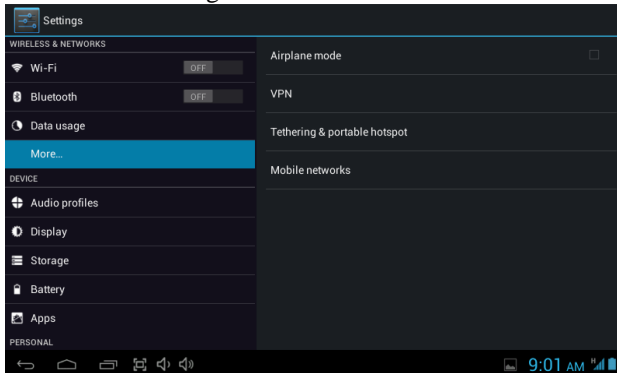 Settings
WIRELESS & NETWORKS
Wi-Fi OFF
Bluetooth OFF
Data usage
More...
DEVICE
Audio profiles
Display
Storage
Battery
Apps
PERSONAL
Airplane mode
VPN
Tethering & portable hotspot
Mobile networks
9:01 AM H